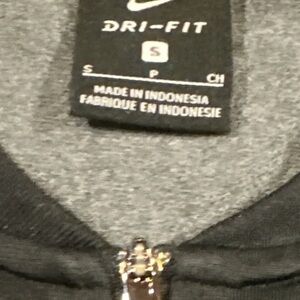 DRI-FIT
S
S P CH
MADE IN INDONESIA
FABRIQUE EN INDONESIE